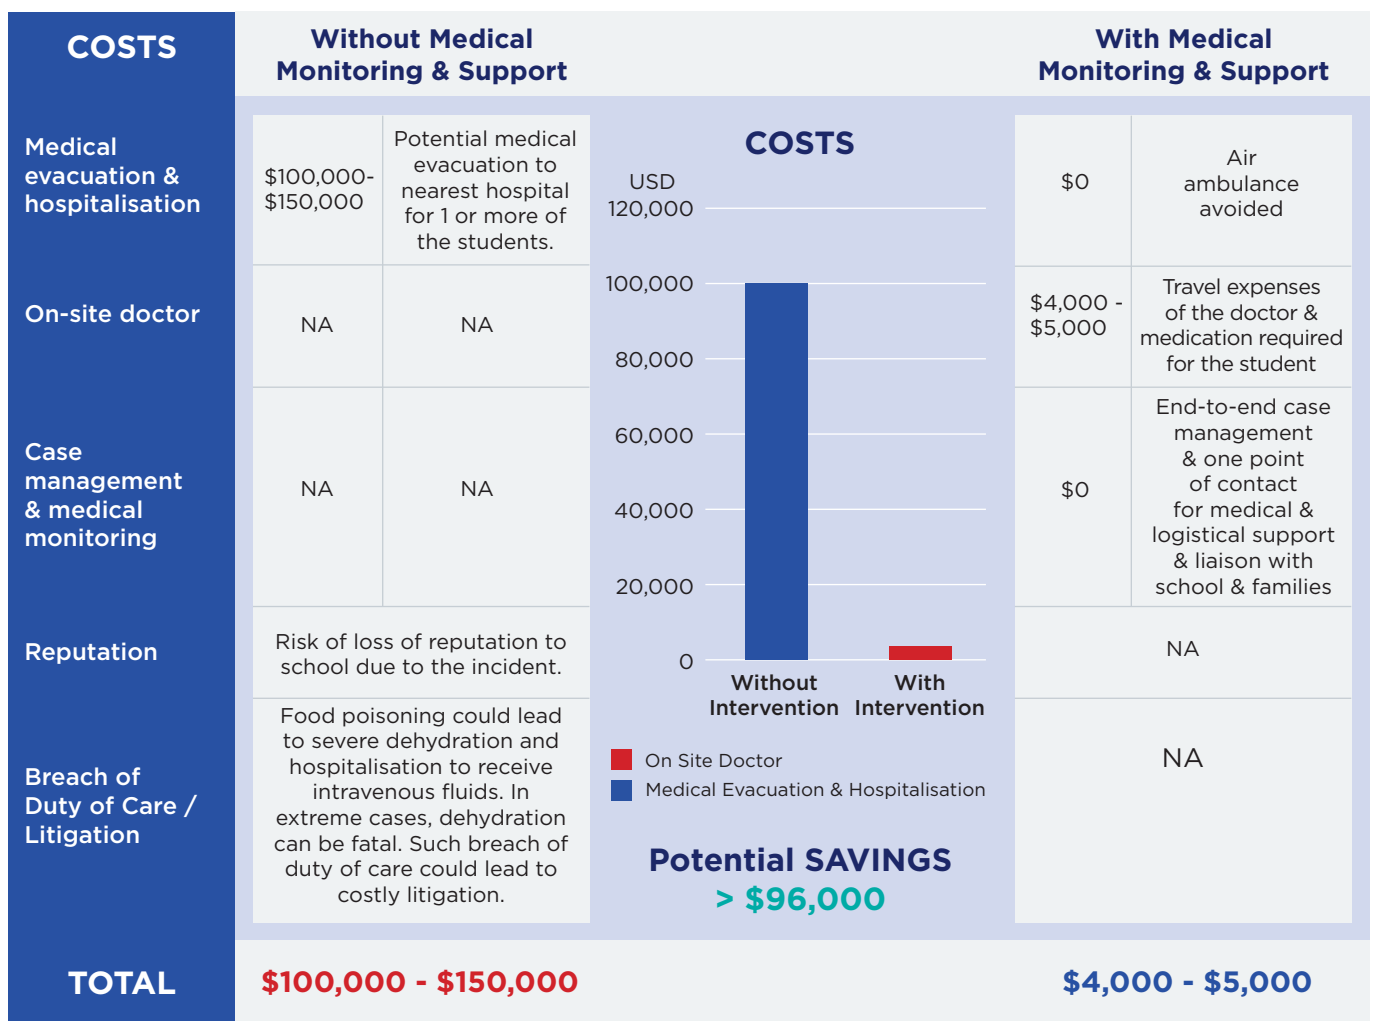 COSTS
Without Medical
Monitoring & Support
With Medical
Monitoring & Support
Medical
evacuation &
hospitalisation
$100,000-
$150,000
Potential medical
evacuation to
nearest hospital
for 1 or more of
the students.
$0
Air
ambulance
avoided
On-site doctor
NA
NA
$4,000 -
$5,000
Travel expenses
of the doctor &
medication required
for the student
Case
management
& medical
monitoring
NA
NA
$0
End-to-end case
management
& one point
of contact
for medical &
logistical support
& liaison with
school & families
Reputation
Risk of loss of reputation to
school due to the incident.
NA
Breach of
Duty of Care /
Litigation
Food poisoning could lead
to severe dehydration and
hospitalisation to receive
intravenous fluids. In
extreme cases, dehydration
can be fatal. Such breach of
duty of care could lead to
costly litigation.
NA
COSTS
USD
120,000
100,000
80,000
60,000
40,000
20,000
0
Without
Intervention
With
Intervention
On Site Doctor
Medical Evacuation & Hospitalisation
Potential SAVINGS
> $96,000
TOTAL
$100,000 - $150,000
$4,000 - $5,000